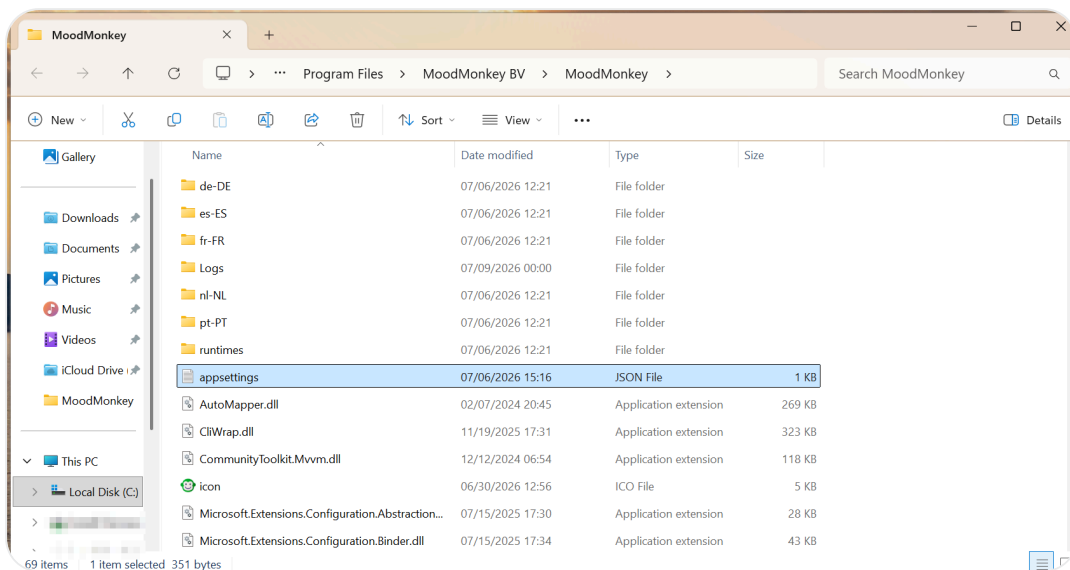 MoodMonkey
Program Files > MoodMonkey BV > MoodMonkey >
Search MoodMonkey
New
Sort
View
Details
Gallery
Downloads
Documents
Pictures
Music
Videos
iCloud Drive
MoodMonkey
This PC
Local Disk (C:)
Name Date modified Type Size
de-DE 07/06/2026 12:21 File folder
es-ES 07/06/2026 12:21 File folder
fr-FR 07/06/2026 12:21 File folder
Logs 07/09/2026 00:00 File folder
nl-NL 07/06/2026 12:21 File folder
pt-PT 07/06/2026 12:21 File folder
runtimes 07/06/2026 12:21 File folder
appsettings 07/06/2026 15:16 JSON File 1 KB
AutoMapper.dll 02/07/2024 20:45 Application extension 269 KB
CliWrap.dll 11/19/2025 17:31 Application extension 323 KB
CommunityToolkit.Mvvm.dll 12/12/2024 06:54 Application extension 118 KB
icon 06/30/2026 12:56 ICO File 5 KB
Microsoft.Extensions.Configuration.Abstraction... 07/15/2025 17:30 Application extension 28 KB
Microsoft.Extensions.Configuration.Binder.dll 07/15/2025 17:34 Application extension 43 KB
69 items 1 item selected 351 bytes